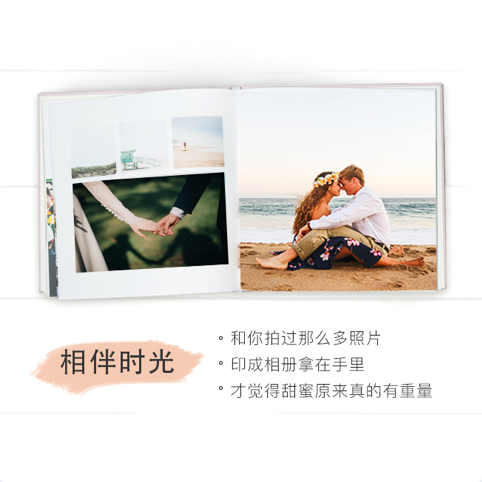 相伴时光
和你拍过那么多照片
印成相册拿在手里
才觉得甜蜜原来真的有重量